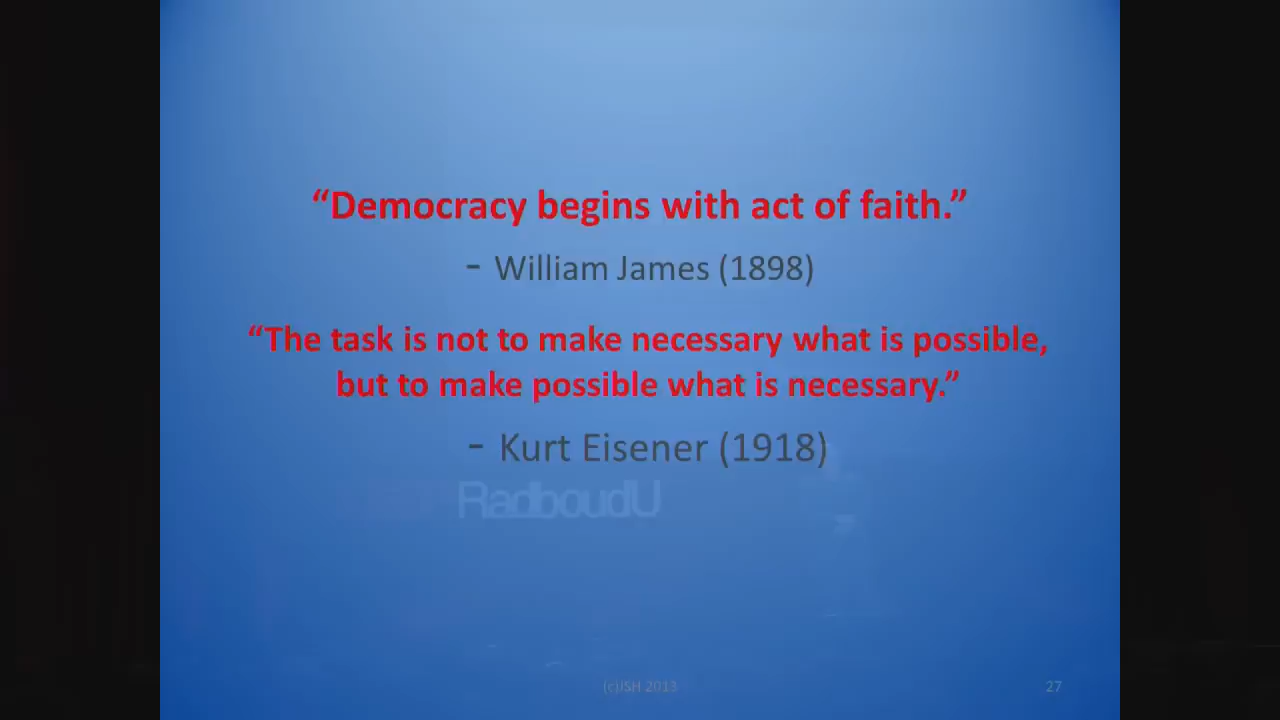 “Democracy begins with act of faith.”
- William James (1898)
“The task is not to make necessary what is possible,
but to make possible what is necessary.”
- Kurt Eisener (1918)
RadboudU
(c)JSH 2013
27